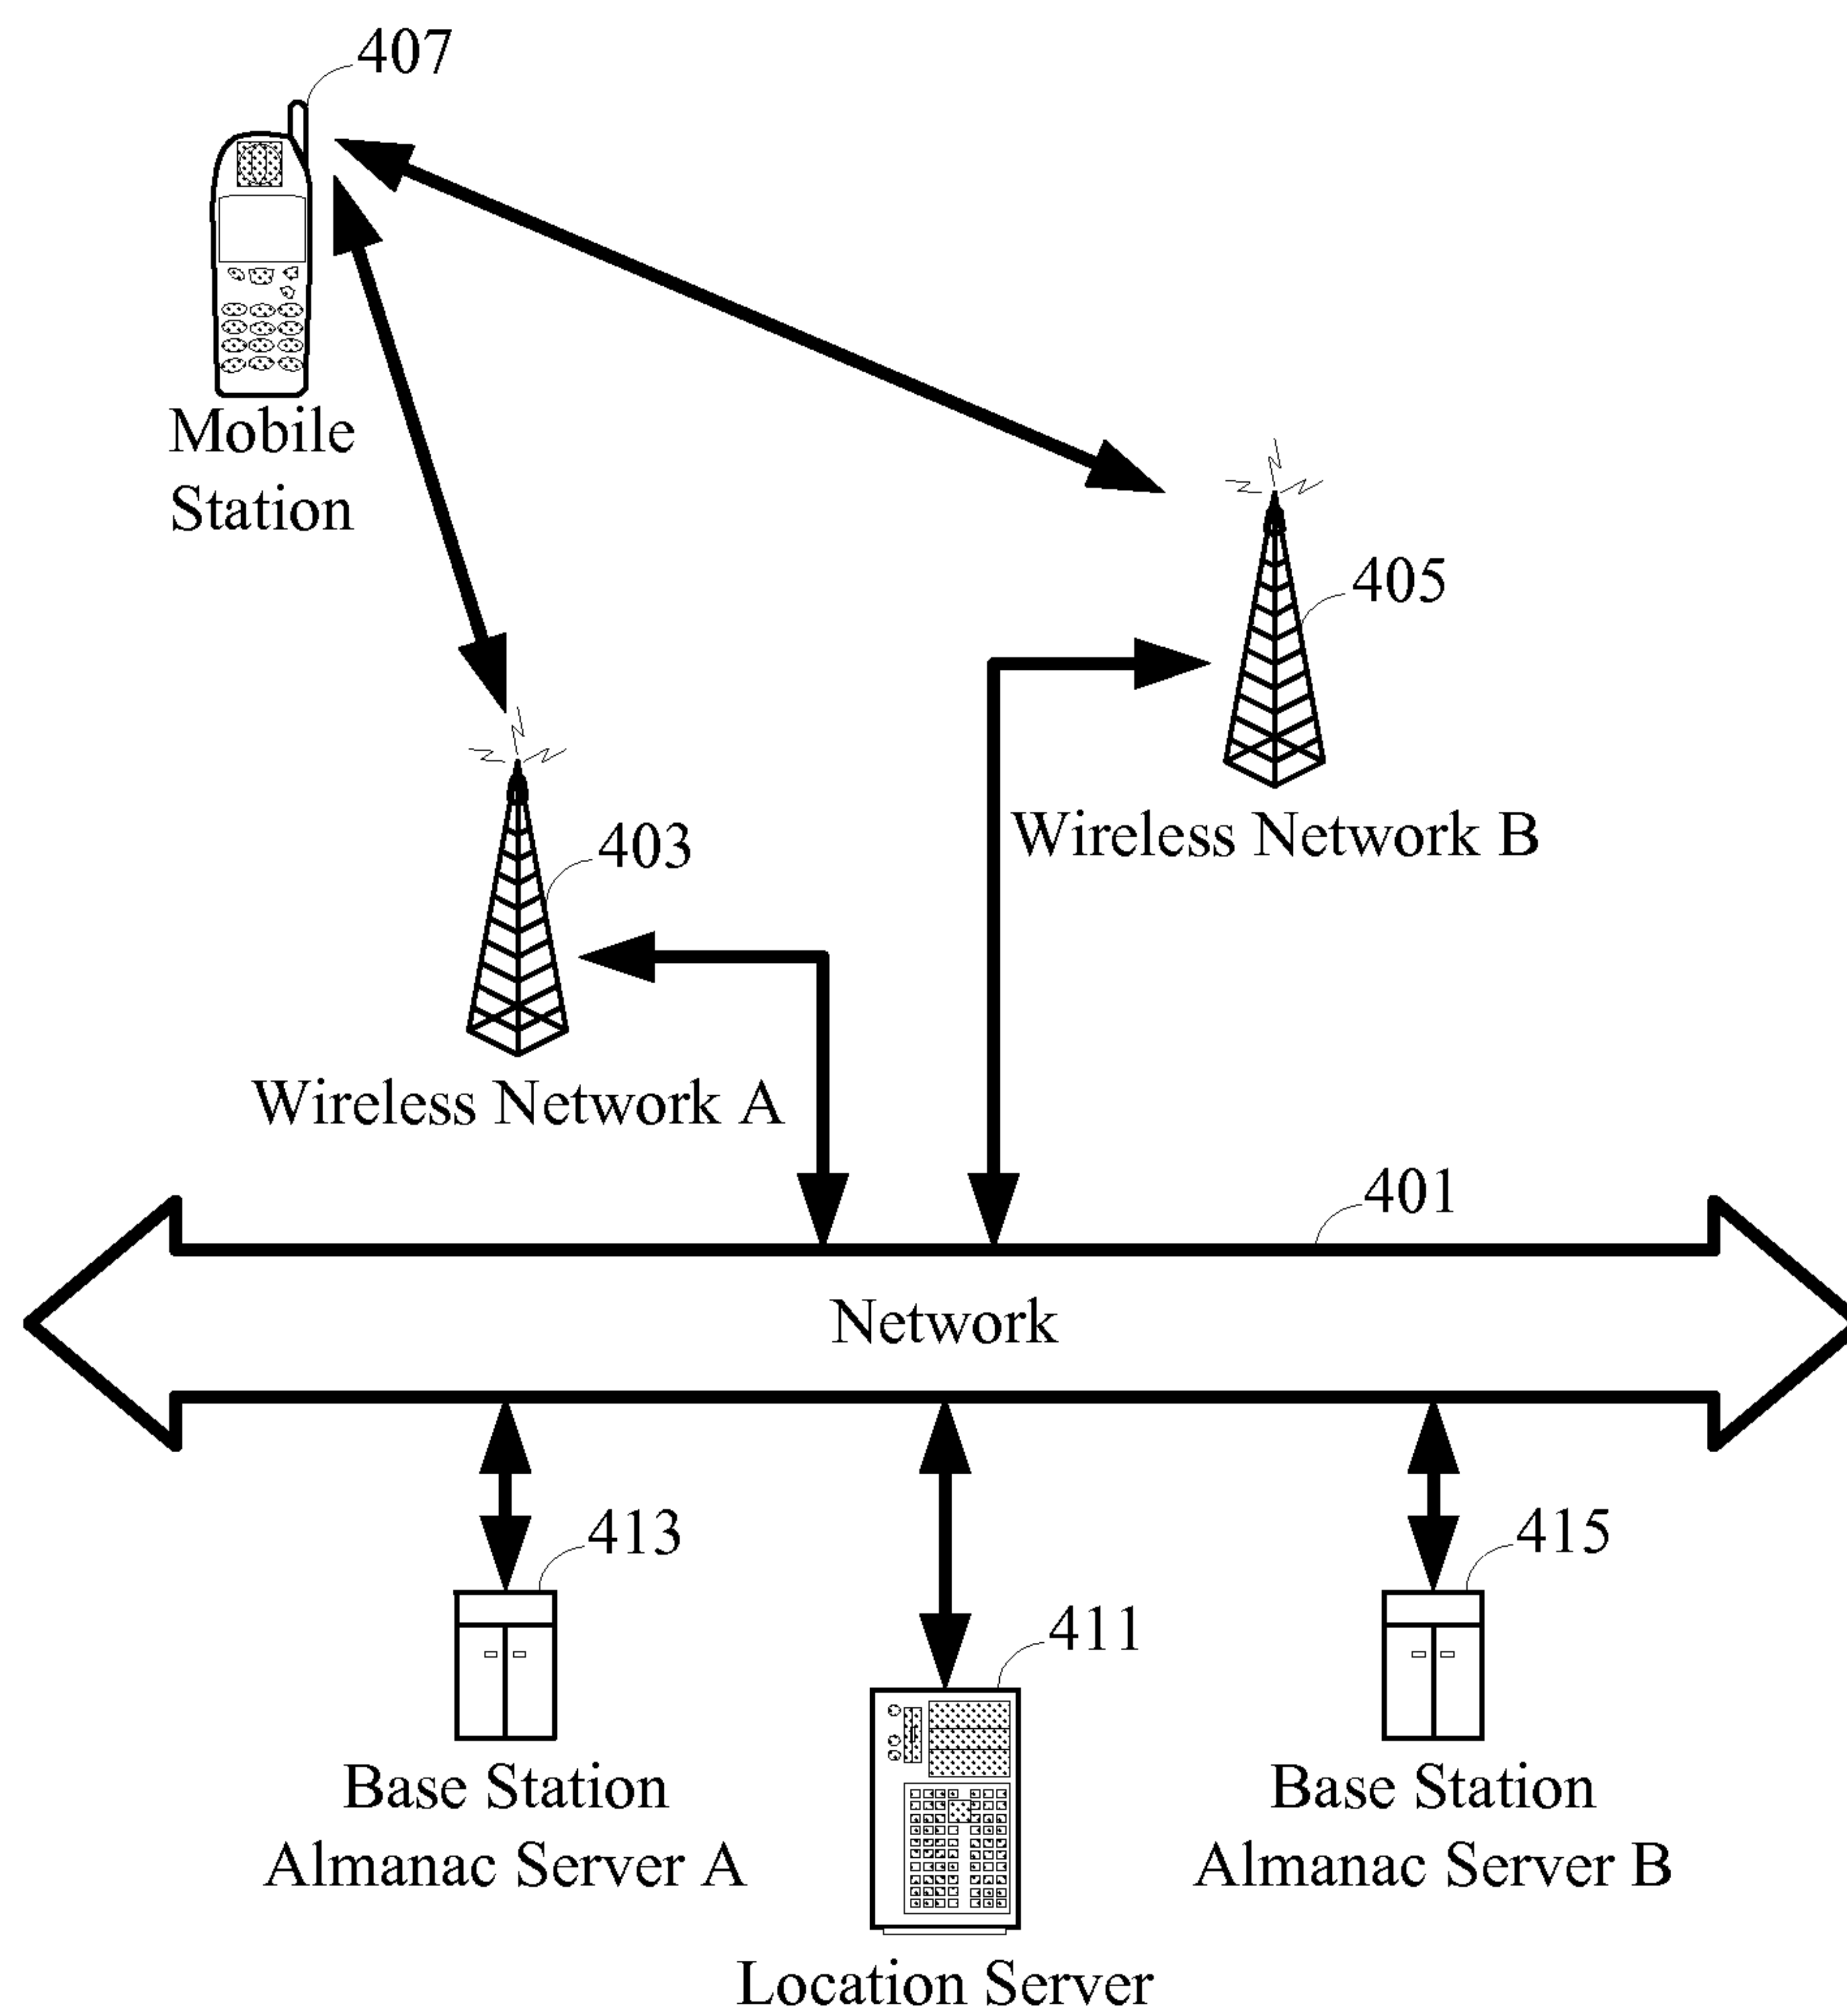 407
Mobile
Station
405
Wireless Network B
403
Wireless Network A
401
Network
413
415
411
Base Station
Almanac Server A
Base Station
Almanac Server B
Location Server